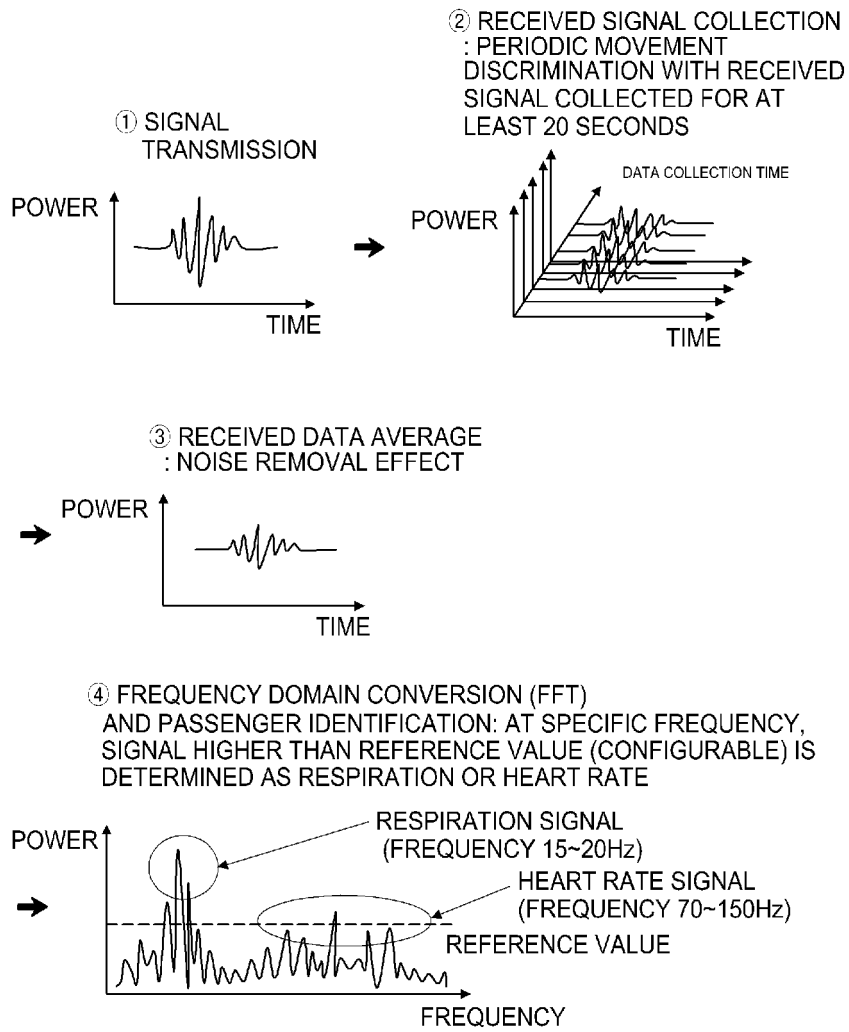 ① SIGNAL
TRANSMISSION
POWER
TIME
② RECEIVED SIGNAL COLLECTION
: PERIODIC MOVEMENT
DISCRIMINATION WITH RECEIVED
SIGNAL COLLECTED FOR AT
LEAST 20 SECONDS
DATA COLLECTION TIME
POWER
TIME
③ RECEIVED DATA AVERAGE
: NOISE REMOVAL EFFECT
POWER
TIME
④ FREQUENCY DOMAIN CONVERSION (FFT)
AND PASSENGER IDENTIFICATION: AT SPECIFIC FREQUENCY,
SIGNAL HIGHER THAN REFERENCE VALUE (CONFIGURABLE) IS
DETERMINED AS RESPIRATION OR HEART RATE
POWER
RESPIRATION SIGNAL
(FREQUENCY 15~20Hz)
HEART RATE SIGNAL
(FREQUENCY 70~150Hz)
REFERENCE VALUE
FREQUENCY